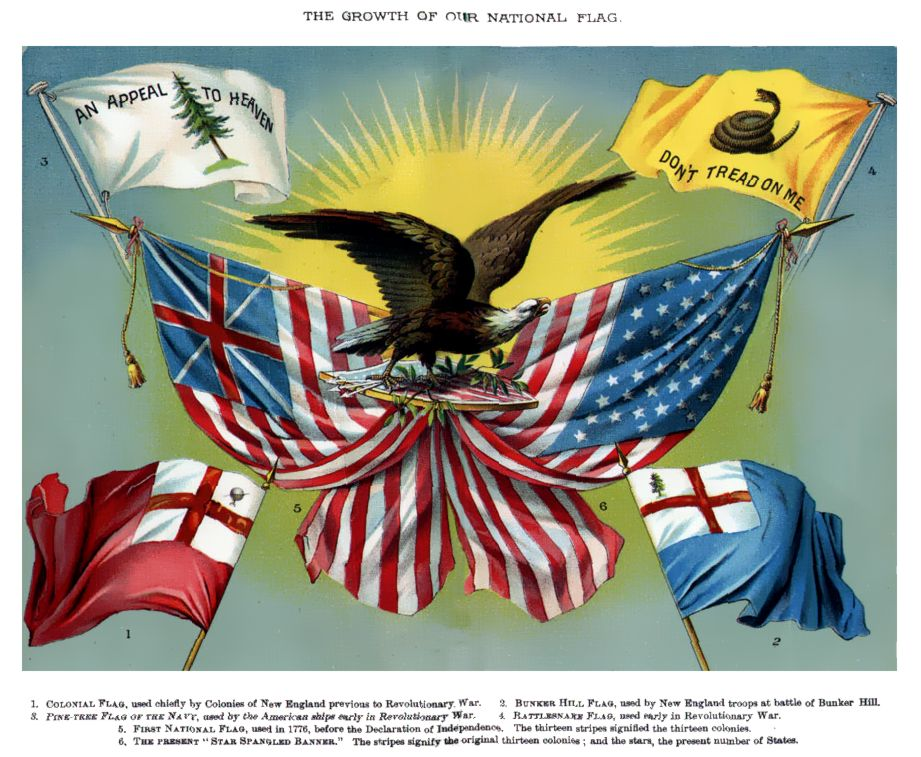 THE GROWTH OF OUR NATIONAL FLAG.
AN APPEAL TO HEAVEN
DON'T TREAD ON ME
3
4
5
6
1
2
1. COLONIAL FLAG, used chiefly by Colonies of New England previous to Revolutionary War. 2. BUNKER HILL FLAG, used by New England troops at battle of Bunker Hill.
3. PINE-TREE FLAG OF THE NAVY, used by the American ships early in Revolutionary War. 4. RATTLESNAKE FLAG, used early in Revolutionary War.
5. FIRST NATIONAL FLAG, used in 1776, before the Declaration of Independence. The thirteen stripes signified the thirteen colonies.
6. THE PRESENT "STAR SPANGLED BANNER." The stripes signify the original thirteen colonies; and the stars, the present number of States.